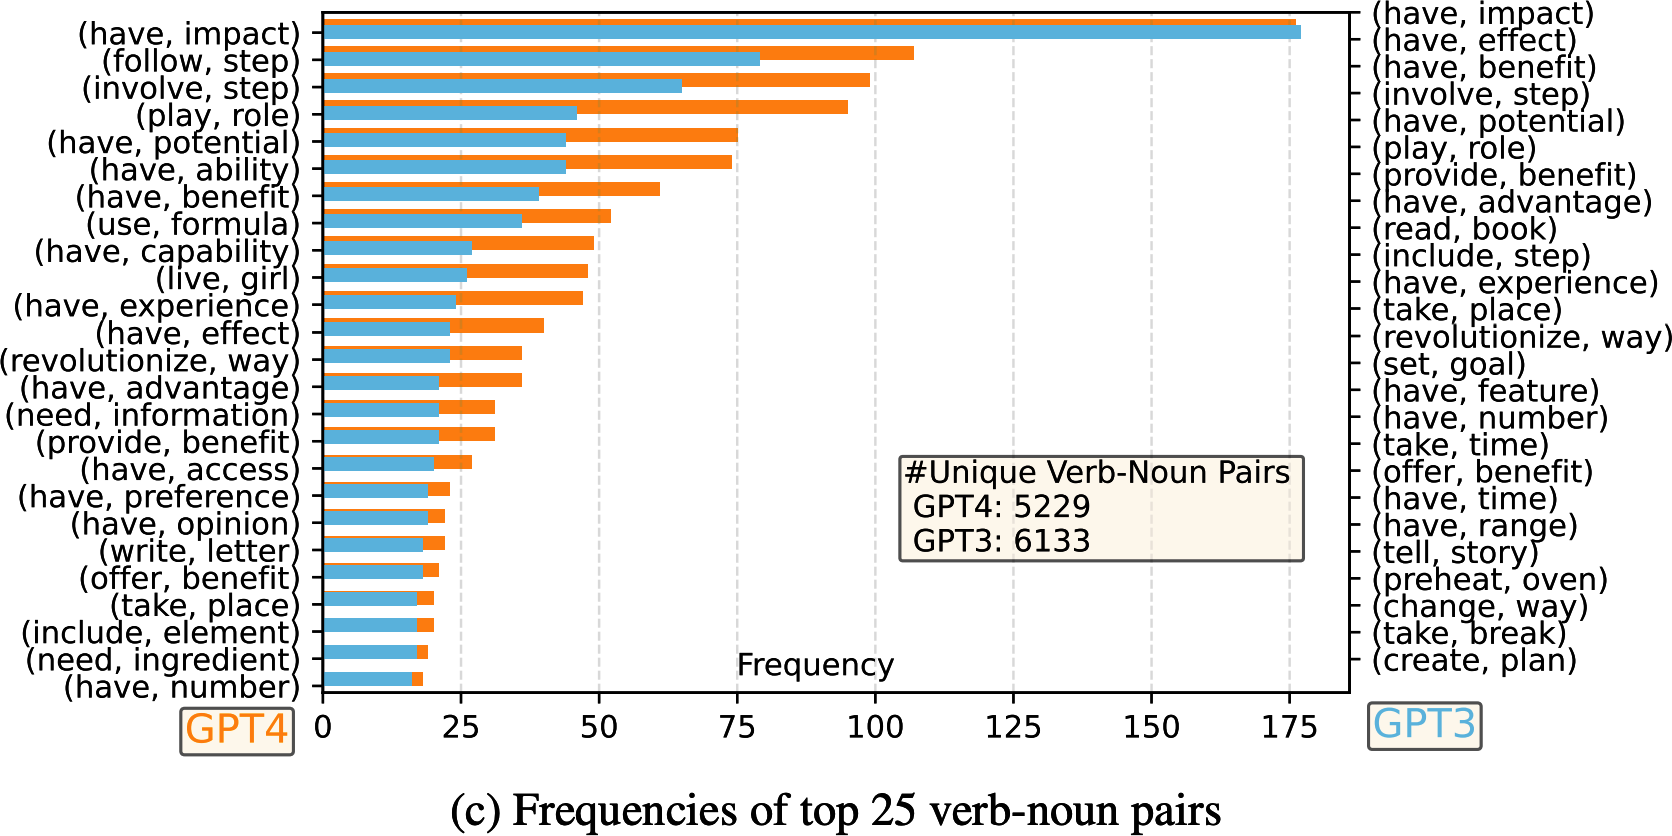 (have, impact)
(follow, step)
(involve, step)
(play, role)
(have, potential)
(have, ability)
(have, benefit)
(use, formula)
(have, capability)
(live, girl)
(have, experience)
(have, effect)
(revolutionize, way)
(have, advantage)
(need, information)
(provide, benefit)
(have, access)
(have, preference)
(have, opinion)
(write, letter)
(offer, benefit)
(take, place)
(include, element)
(need, ingredient)
(have, number)
#Unique Verb-Noun Pairs
GPT4: 5229
GPT3: 6133
Frequency
(have, impact)
(have, effect)
(have, benefit)
(involve, step)
(have, potential)
(play, role)
(provide, benefit)
(have, advantage)
(read, book)
(include, step)
(have, experience)
(take, place)
(revolutionize, way)
(set, goal)
(have, feature)
(have, number)
(take, time)
(offer, benefit)
(have, time)
(have, range)
(tell, story)
(preheat, oven)
(change, way)
(take, break)
(create, plan)
GPT4
0 25 50 75 100 125 150 175
GPT3
(c) Frequencies of top 25 verb-noun pairs